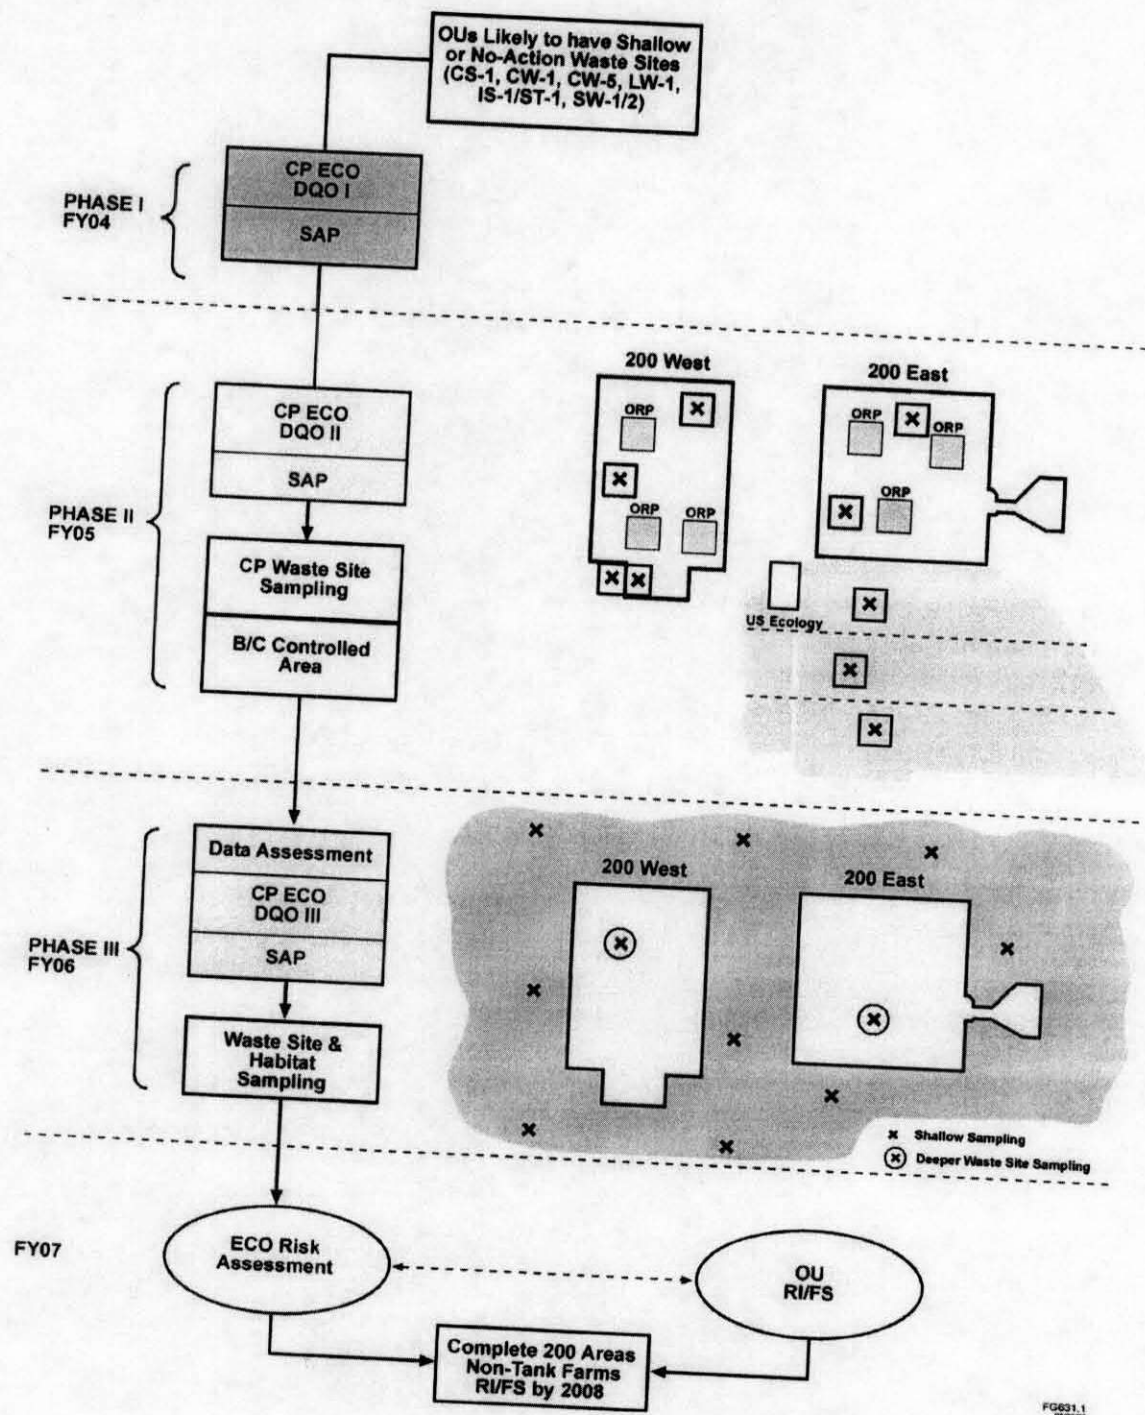 OUs Likely to have Shallow
or No-Action Waste Sites
(CS-1, CW-1, CW-5, LW-1,
IS-1/ST-1, SW-1/2)
PHASE I
FY04
CP ECO
DQO I
SAP
PHASE II
FY05
CP ECO
DQO II
SAP
CP Waste Site
Sampling
B/C Controlled
Area
200 West
ORP
ORP
ORP
200 East
ORP
ORP
ORP
US Ecology
PHASE III
FY06
Data Assessment
CP ECO
DQO III
SAP
Waste Site &
Habitat
Sampling
200 West
200 East
Shallow Sampling
Deeper Waste Site Sampling
FY07
ECO Risk
Assessment
OU
RI/FS
Complete 200 Areas
Non-Tank Farms
RI/FS by 2008
FG631.1